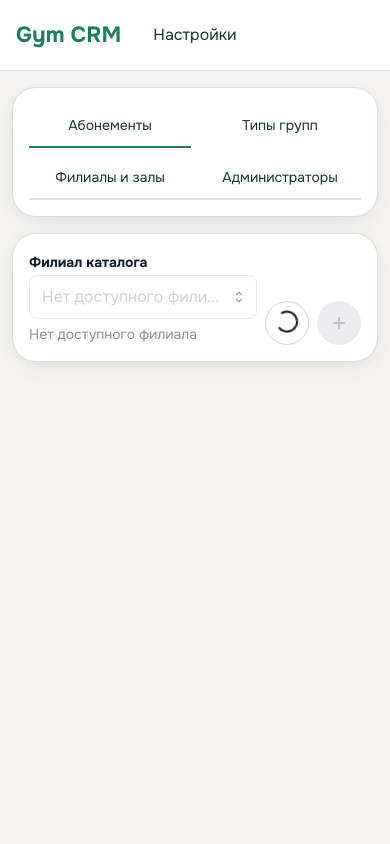 Gym CRM Настройки
Абонементы Типы групп
Филиалы и залы Администраторы
Филиал каталога
Нет доступного фили...
Нет доступного филиала